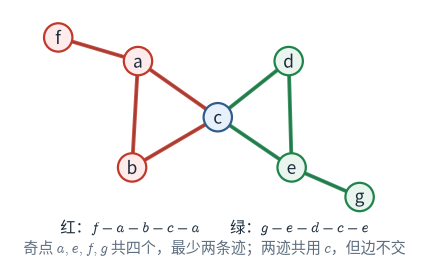 f
a
d
c
b
e
g
红：f – a – b – c – a 绿：g – e – d – c – e
奇点 a, e, f, g 共四个，最少两条迹；两迹共用 c，但边不交